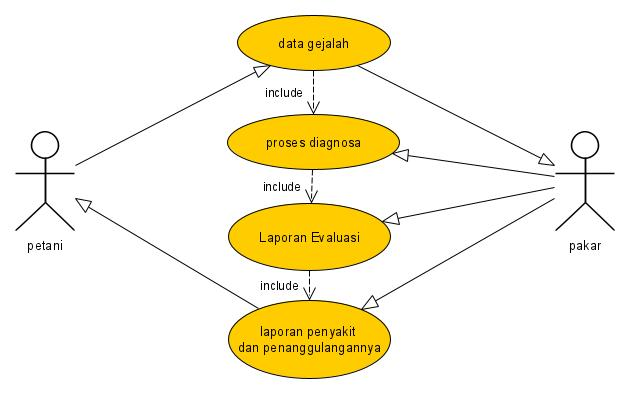 data gejalah
include
proses diagnosa
include
petani
Laporan Evaluasi
pakar
include
laporan penyakit
dan penanggulangannya